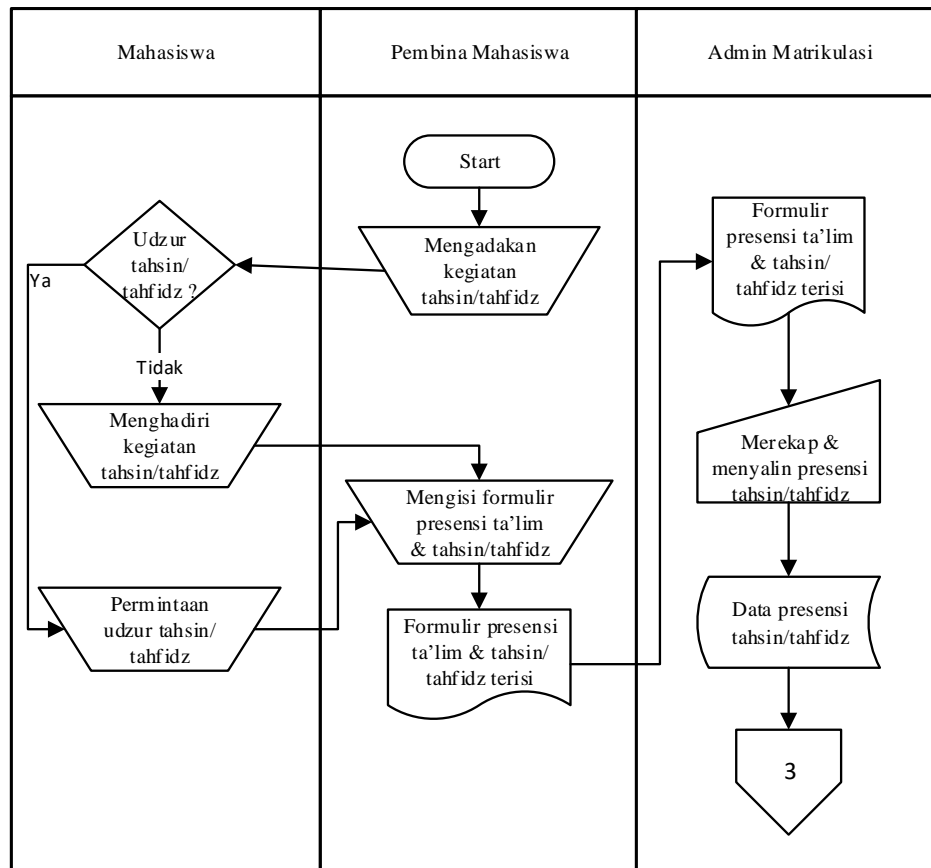 Mahasiswa
Pembina Mahasiswa
Admin Matrikulasi
Start
Mengadakan
kegiatan
tahsin/tahfidz
Udzur
tahsin/
tahfidz ?
Ya
Tidak
Menghadiri
kegiatan
tahsin/tahfidz
Permintaan
udzur tahsin/
tahfidz
Mengisi formulir
presensi ta’lim
& tahsin/tahfidz
Formulir presensi
ta’lim & tahsin/
tahfidz terisi
Formulir
presensi ta’lim
& tahsin/
tahfidz terisi
Merekap &
menyalin presensi
tahsin/tahfidz
Data presensi
tahsin/tahfidz
3